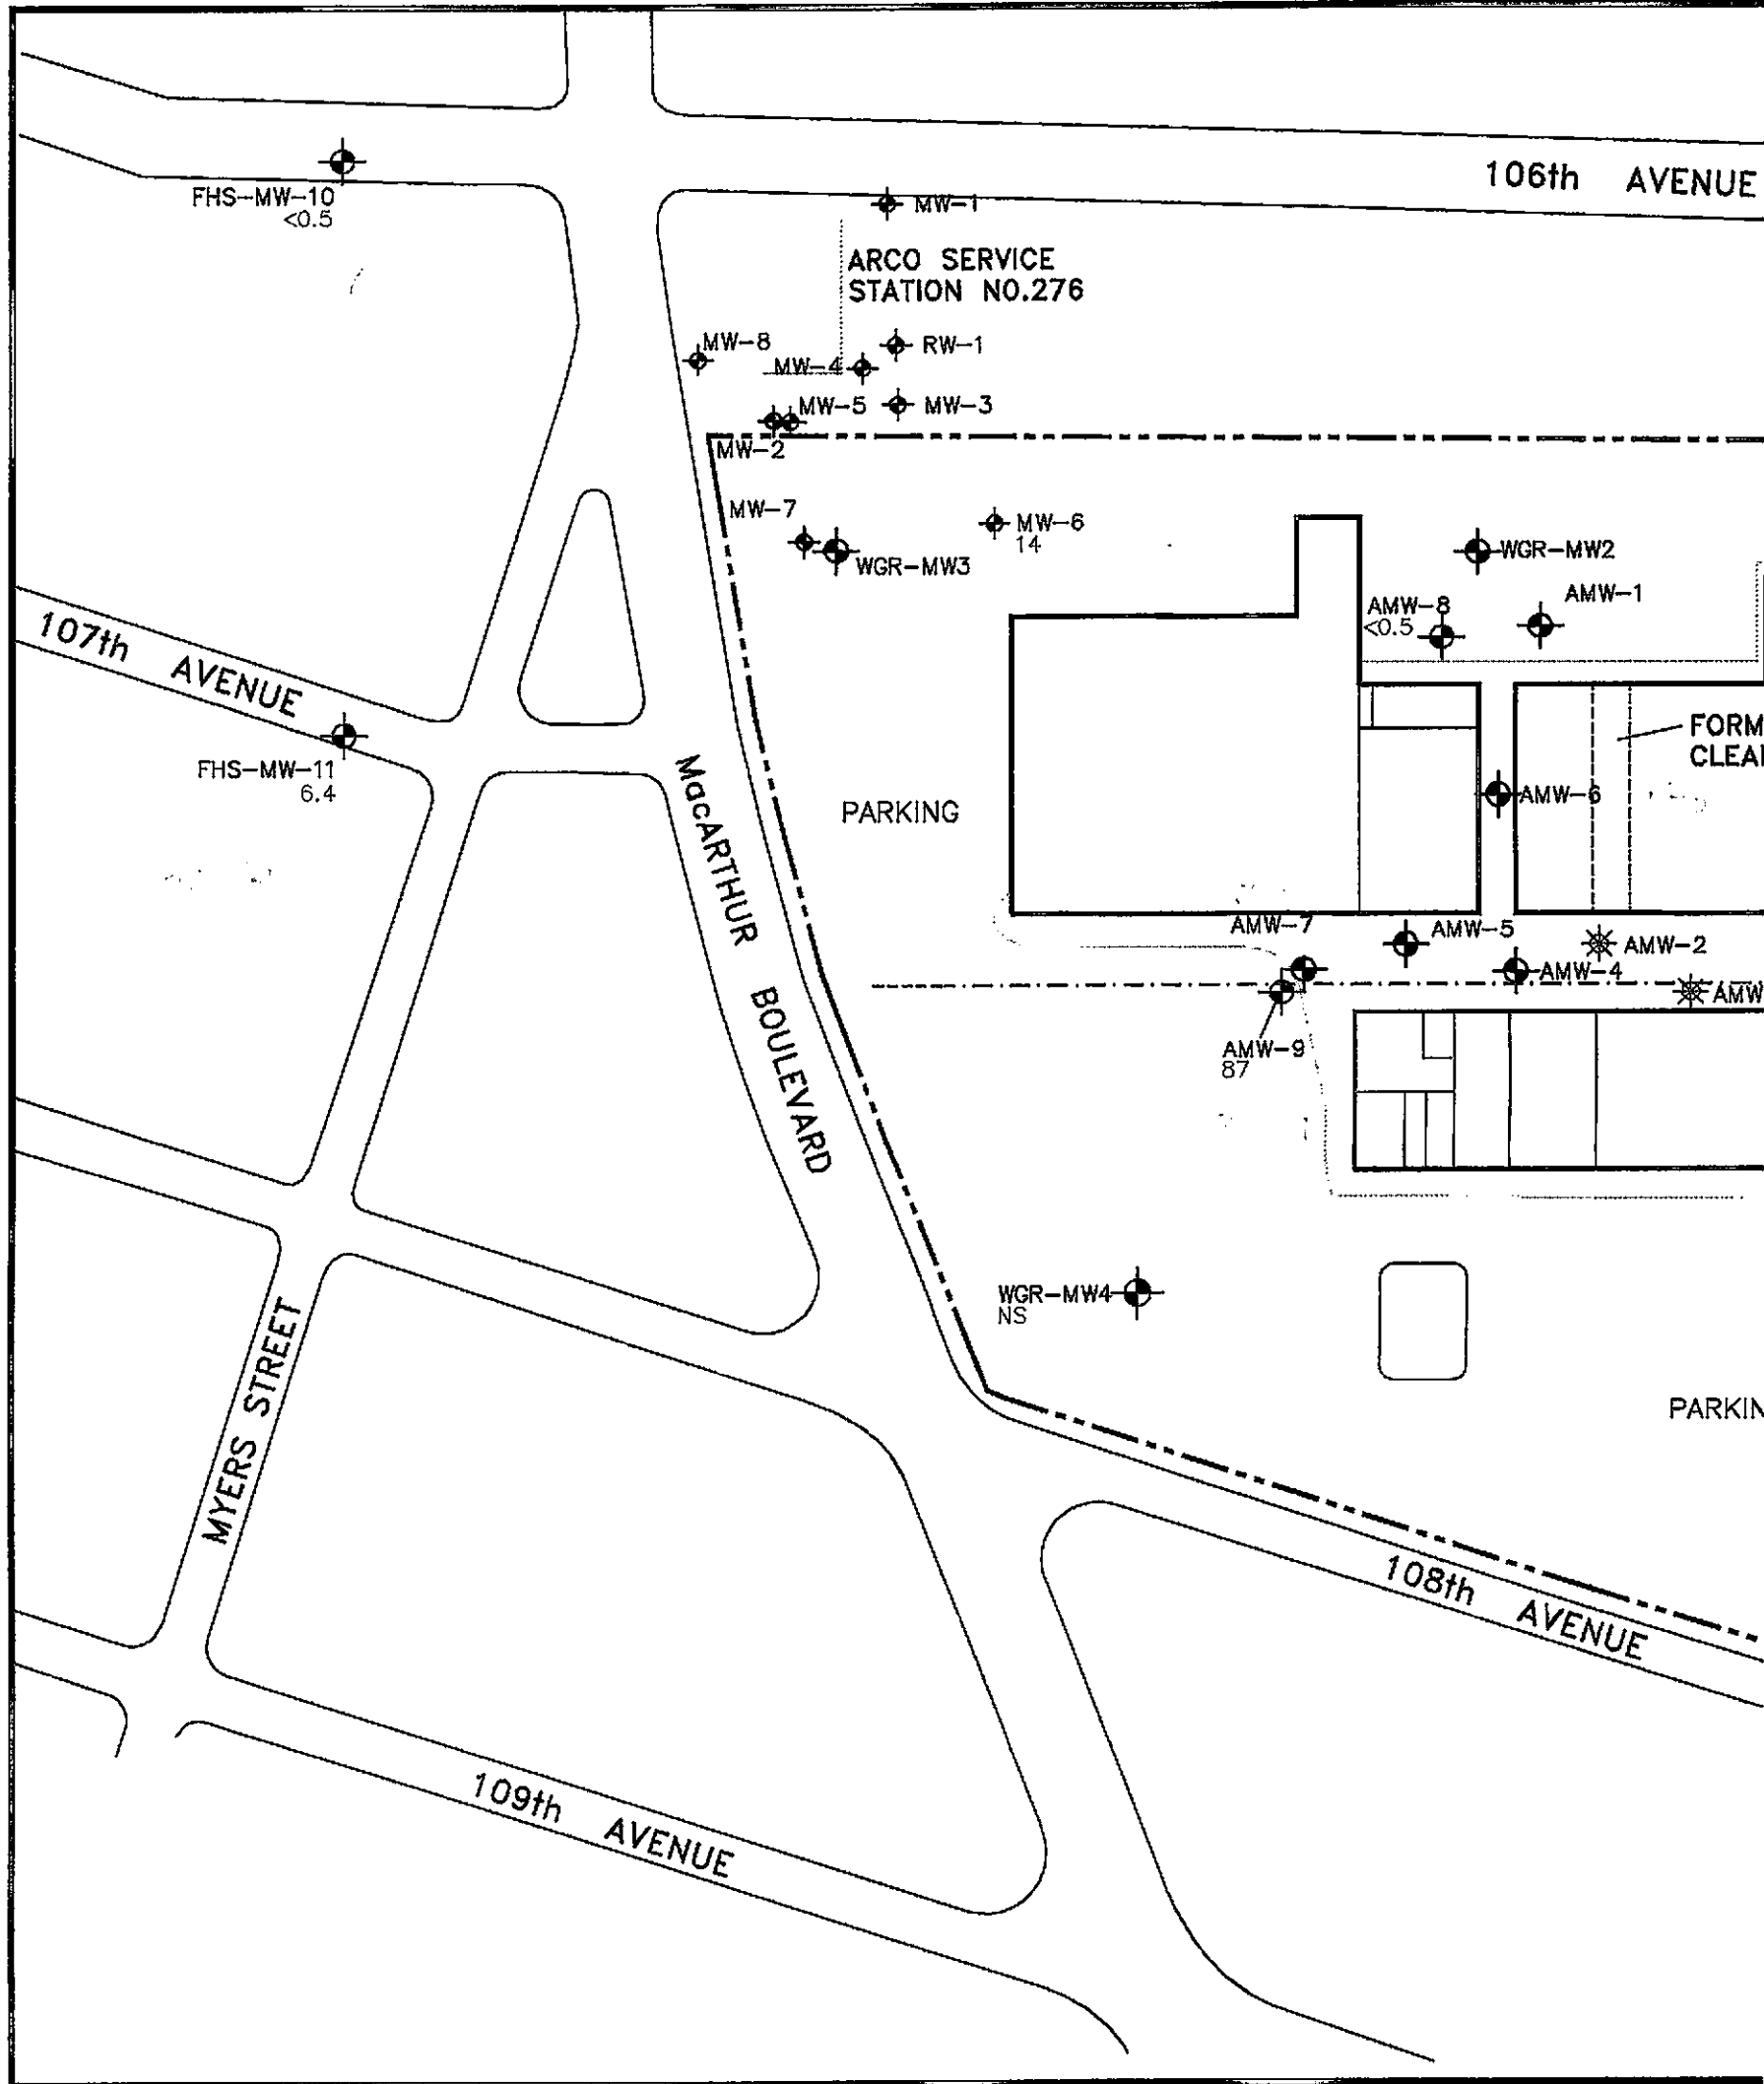 106th AVENUE
FHS-MW-10
<0.5
MW-1
ARCO SERVICE
STATION NO.276
MW-8
RW-1
MW-4
MW-5
MW-3
MW-2
MW-7
MW-6
14
WGR-MW3
WGR-MW2
AMW-8
<0.5
AMW-1
107th AVENUE
FHS-MW-11
6.4
MacARTHUR BOULEVARD
PARKING
FORM
CLEA
AMW-6
AMW-7
AMW-5
AMW-2
AMW-4
AMW
AMW-9
87
WGR-MW4
NS
MYERS STREET
PARKIN
108th AVENUE
109th AVENUE